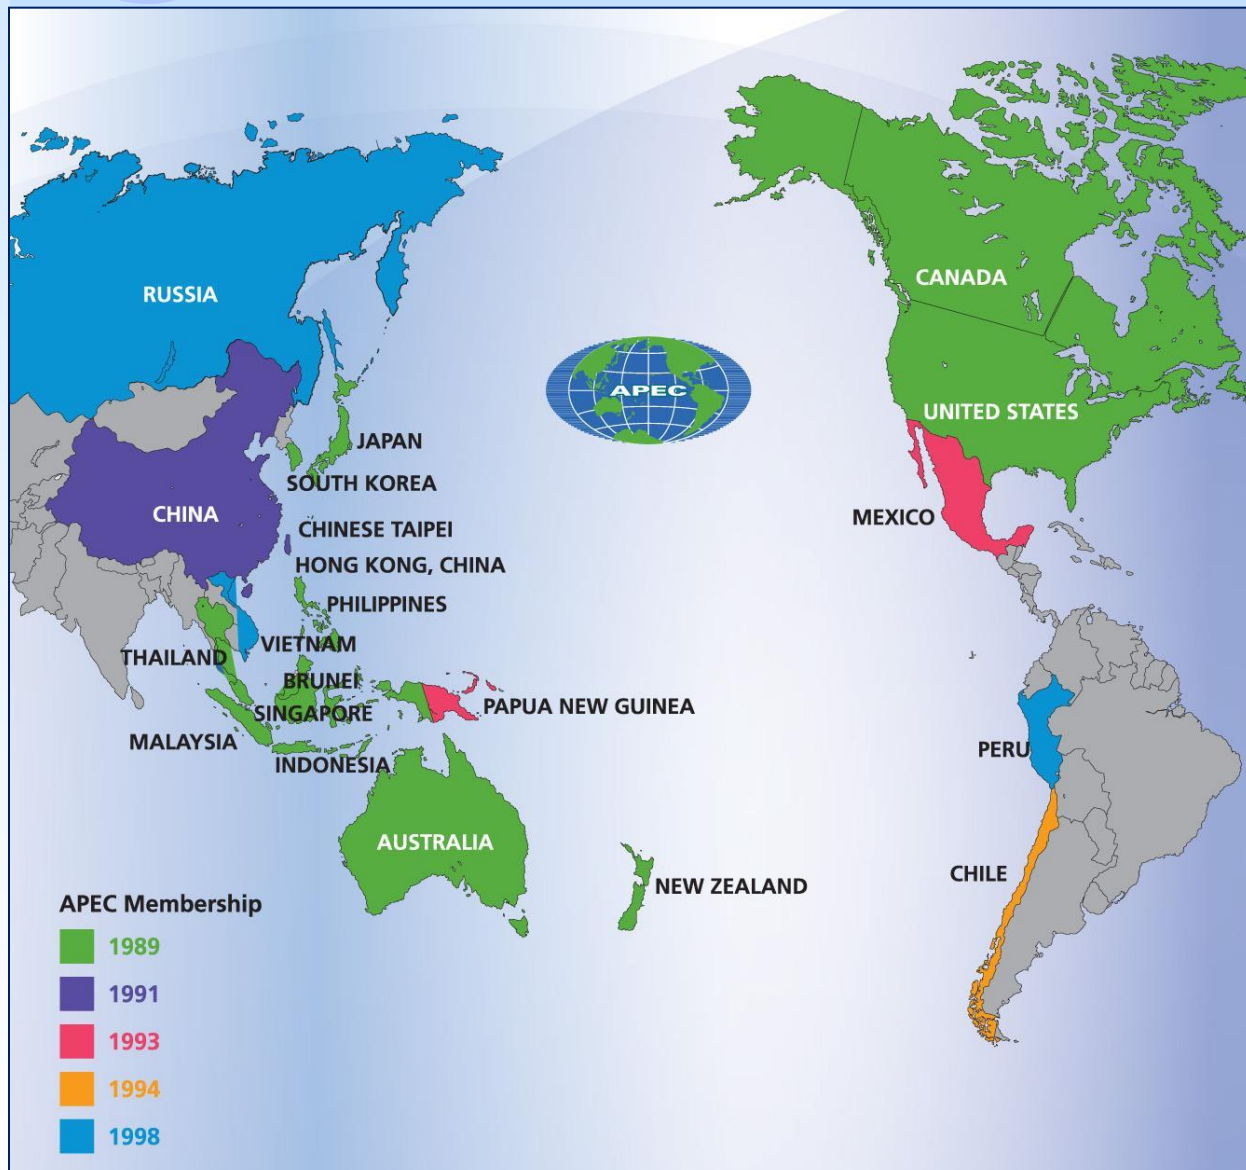 RUSSIA
CANADA
APEC
UNITED STATES
JAPAN
SOUTH KOREA
CHINA
MEXICO
CHINESE TAIPEI
HONG KONG, CHINA
PHILIPPINES
VIETNAM
THAILAND
BRUNEI
SINGAPORE
PAPUA NEW GUINEA
MALAYSIA
INDONESIA
PERU
AUSTRALIA
CHILE
NEW ZEALAND
APEC Membership
1989
1991
1993
1994
1998